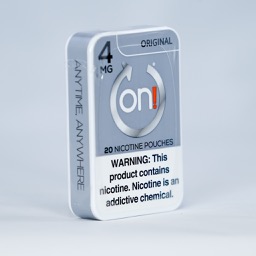 ORIGINAL
4
MG
on!
20 NICOTINE POUCHES
WARNING: This
product contains
nicotine. Nicotine is an
addictive chemical.
ANYTIME, ANYWHERE